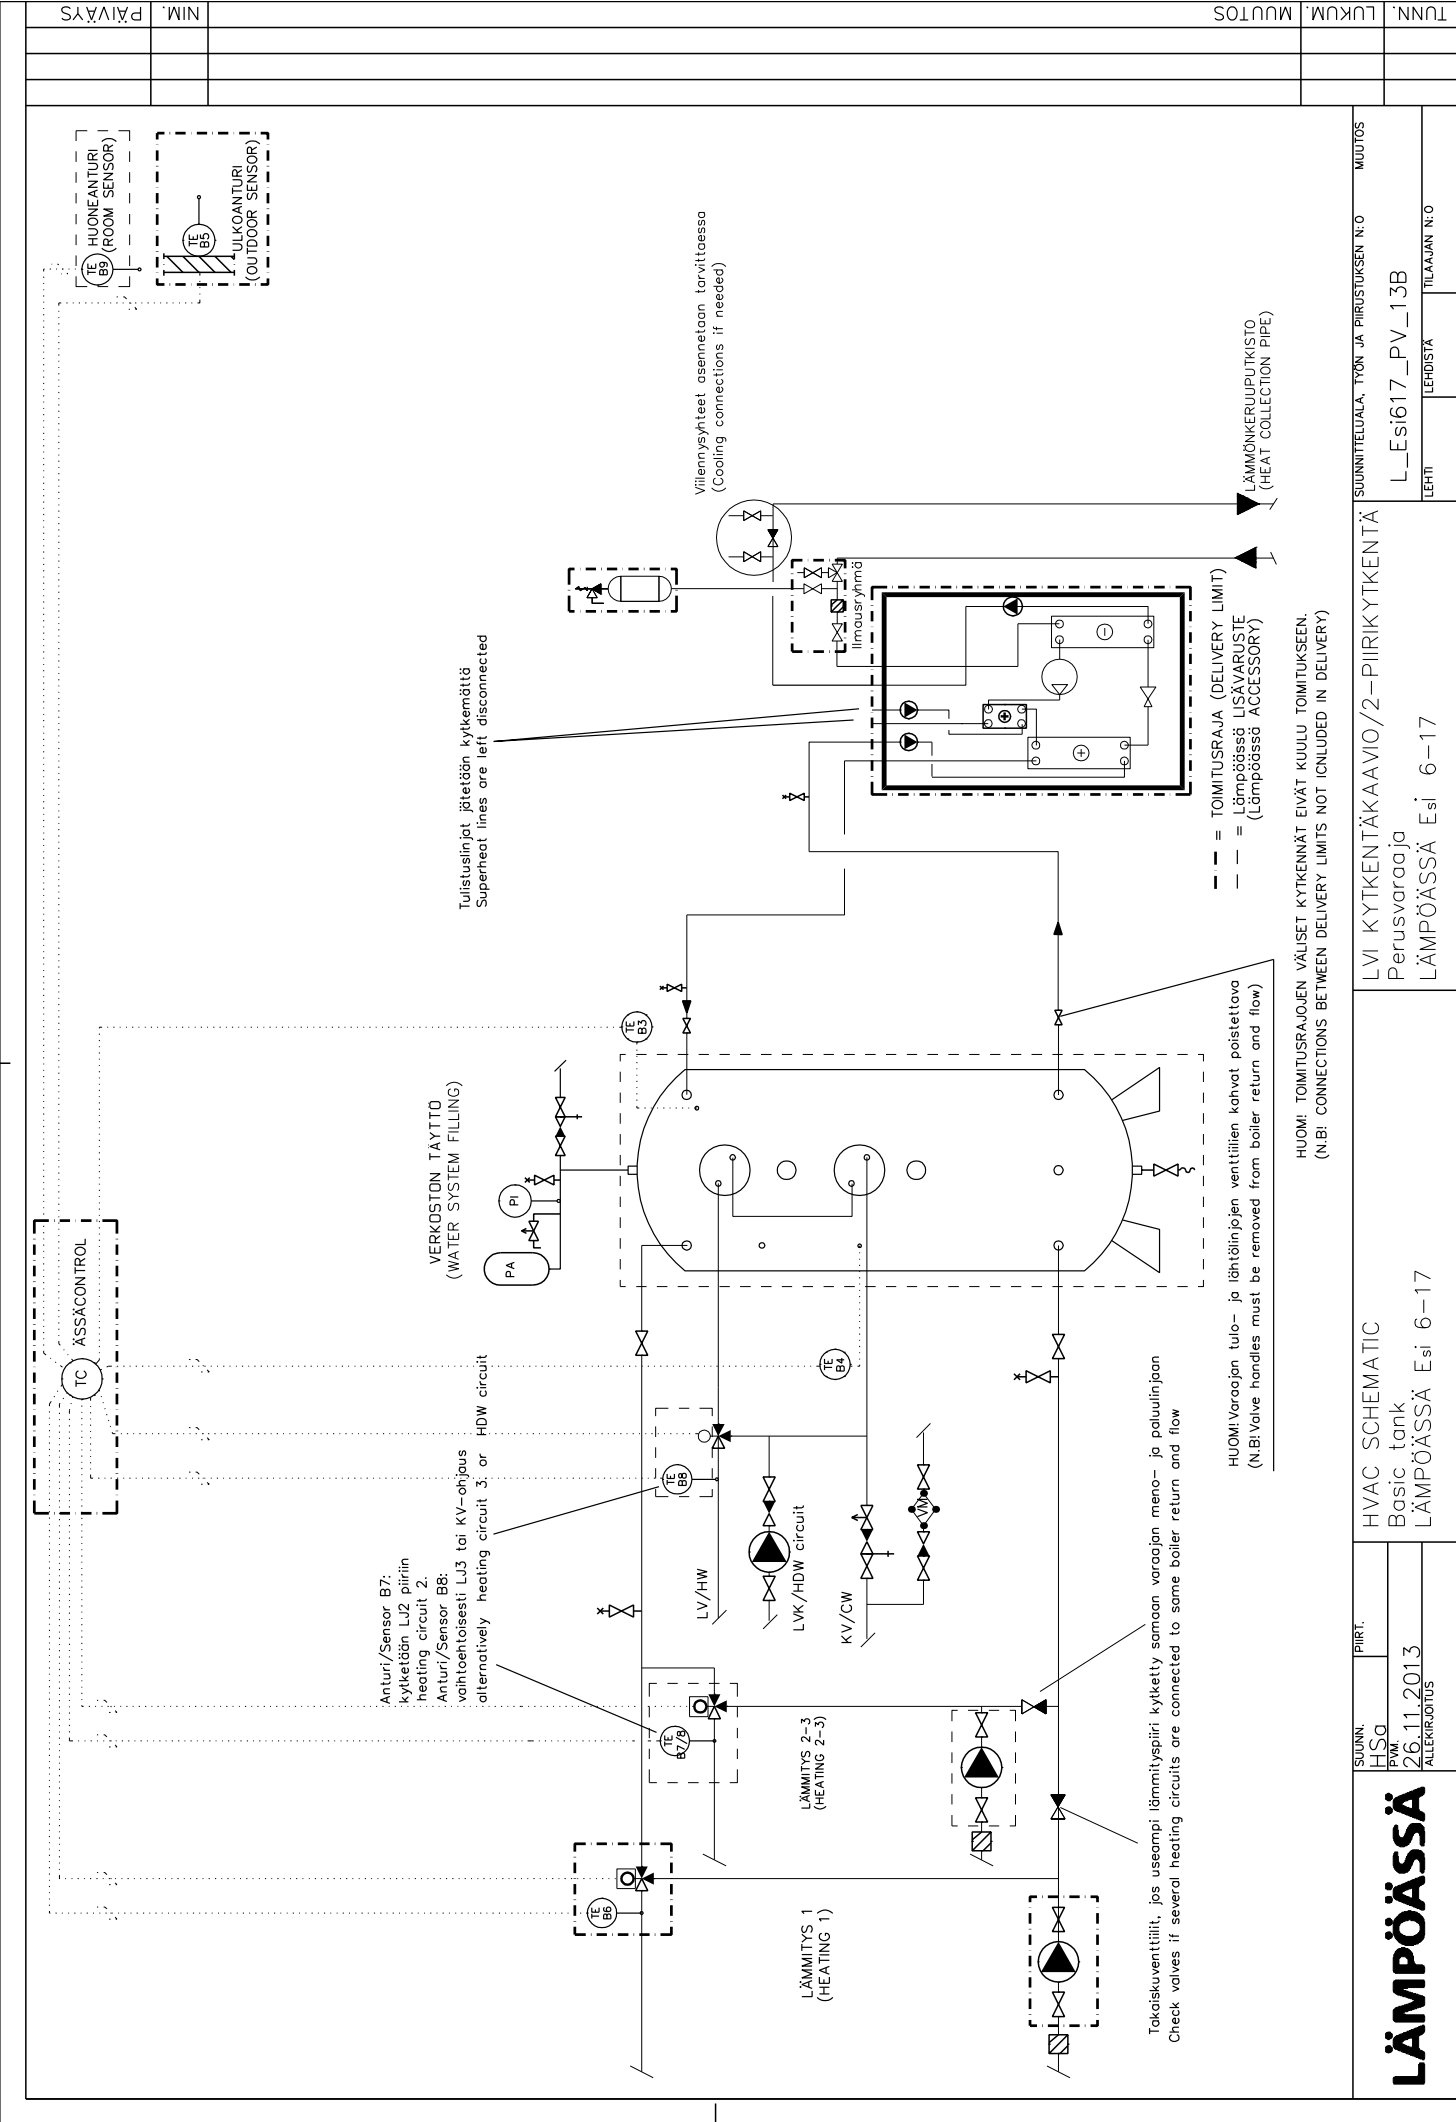 PÄIVÄYS
NIM.
MUUTOS
LUKUM.
TUNN.
TE
B9
HUONEANTURI
(ROOM SENSOR)
TE
B5
ULKOANTURI
(OUTDOOR SENSOR)
TC
ÄSSÄCONTROL
VERKOSTON TÄYTTÖ
(WATER SYSTEM FILLING)
PI
PA
TE
B3
TE
B4
TE
B8
TE
B7/8
TE
B6
Tulistuslinjat jätetään kytkemättä
Superheat lines are left disconnected
Viilennysyhteet asennetaan tarvittaessa
(Cooling connections if needed)
Ilmausryhmä
LÄMMÖNKERUUPUTKISTO
(HEAT COLLECTION PIPE)
Anturi/Sensor B7:
kytketään LJ2 piiriin
heating circuit 2.
Anturi/Sensor B8:
vaihtoehtoisesti LJ3 tai KV-ohjaus
alternatively heating circuit 3 or HDW circuit
LV/HW
LVK/HDW circuit
KV/CW
VM
LÄMMITYS 2-3
(HEATING 2-3)
LÄMMITYS 1
(HEATING 1)
Takaiskuventtiilit, jos useampi lämmityspiiri kytketty samaan varaajan meno- ja paluulinjaan
Check valves if several heating circuits are connected to same boiler return and flow
HUOM! Varaajan tulo- ja lähtölinjojen venttiilien kahvat poistettava
(N.B! Valve handles must be removed from boiler return and flow)
= TOIMITUSRAJA (DELIVERY LIMIT)
= Lämpöässä LISÄVARUSTE
(Lämpöässä ACCESSORY)
HUOM! TOIMITUSRAJOJEN VÄLISET KYTKENNÄT EIVÄT KUULU TOIMITUKSEEN.
(N.B! CONNECTIONS BETWEEN DELIVERY LIMITS NOT ICNLUDED IN DELIVERY)
LÄMPÖÄSSÄ
SUUNN.
HSa
PIIRT.
PVM.
26.11.2013
ALLEKIRJOITUS
HVAC SCHEMATIC
Basic tank
LÄMPÖÄSSÄ Esi 6-17
LVI KYTKENTÄKAAVIO/2-PIIRIKYTKENTÄ
Perusvaraaja
LÄMPÖÄSSÄ Esi 6-17
SUUNNITTELUALA, TYÖN JA PIIRUSTUKSEN N:O
MUUTOS
L_Esi617_PV_13B
LEHTI
LEHDISTÄ
TILAAJAN N:O